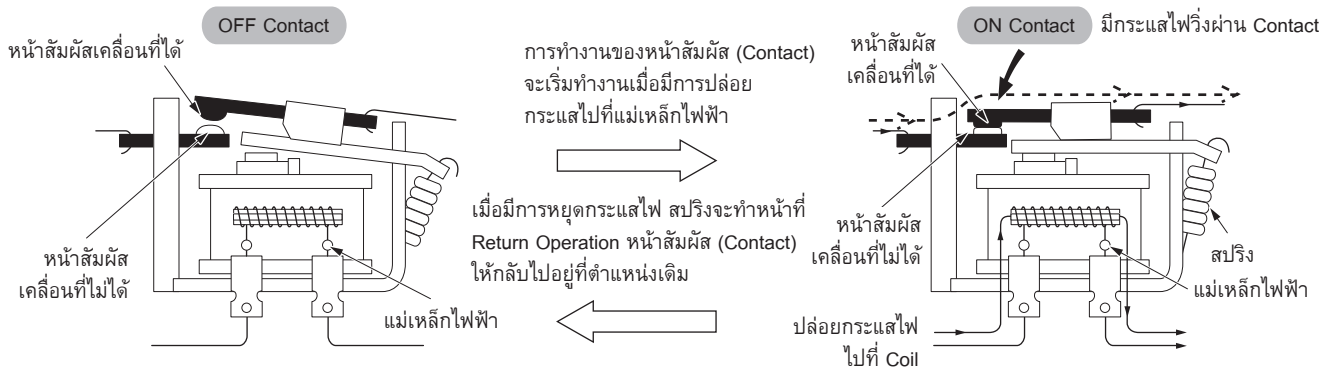 OFF Contact
หน้าสัมผัสเคลื่อนที่ได้
หน้าสัมผัส
เคลื่อนที่ไม่ได้
แม่เหล็กไฟฟ้า
การทำงานของหน้าสัมผัส (Contact)
จะเริ่มทำงานเมื่อมีการปล่อย
กระแสไปที่แม่เหล็กไฟฟ้า
เมื่อมีการหยุดกระแสไฟ สปริงจะทำหน้าที่
Return Operation หน้าสัมผัส (Contact)
ให้กลับไปอยู่ที่ตำแหน่งเดิม
ON Contact มีกระแสไฟวิ่งผ่าน Contact
หน้าสัมผัส
เคลื่อนที่ได้
หน้าสัมผัส
เคลื่อนที่ไม่ได้
สปริง
แม่เหล็กไฟฟ้า
ปล่อยกระแสไฟ
ไปที่ Coil